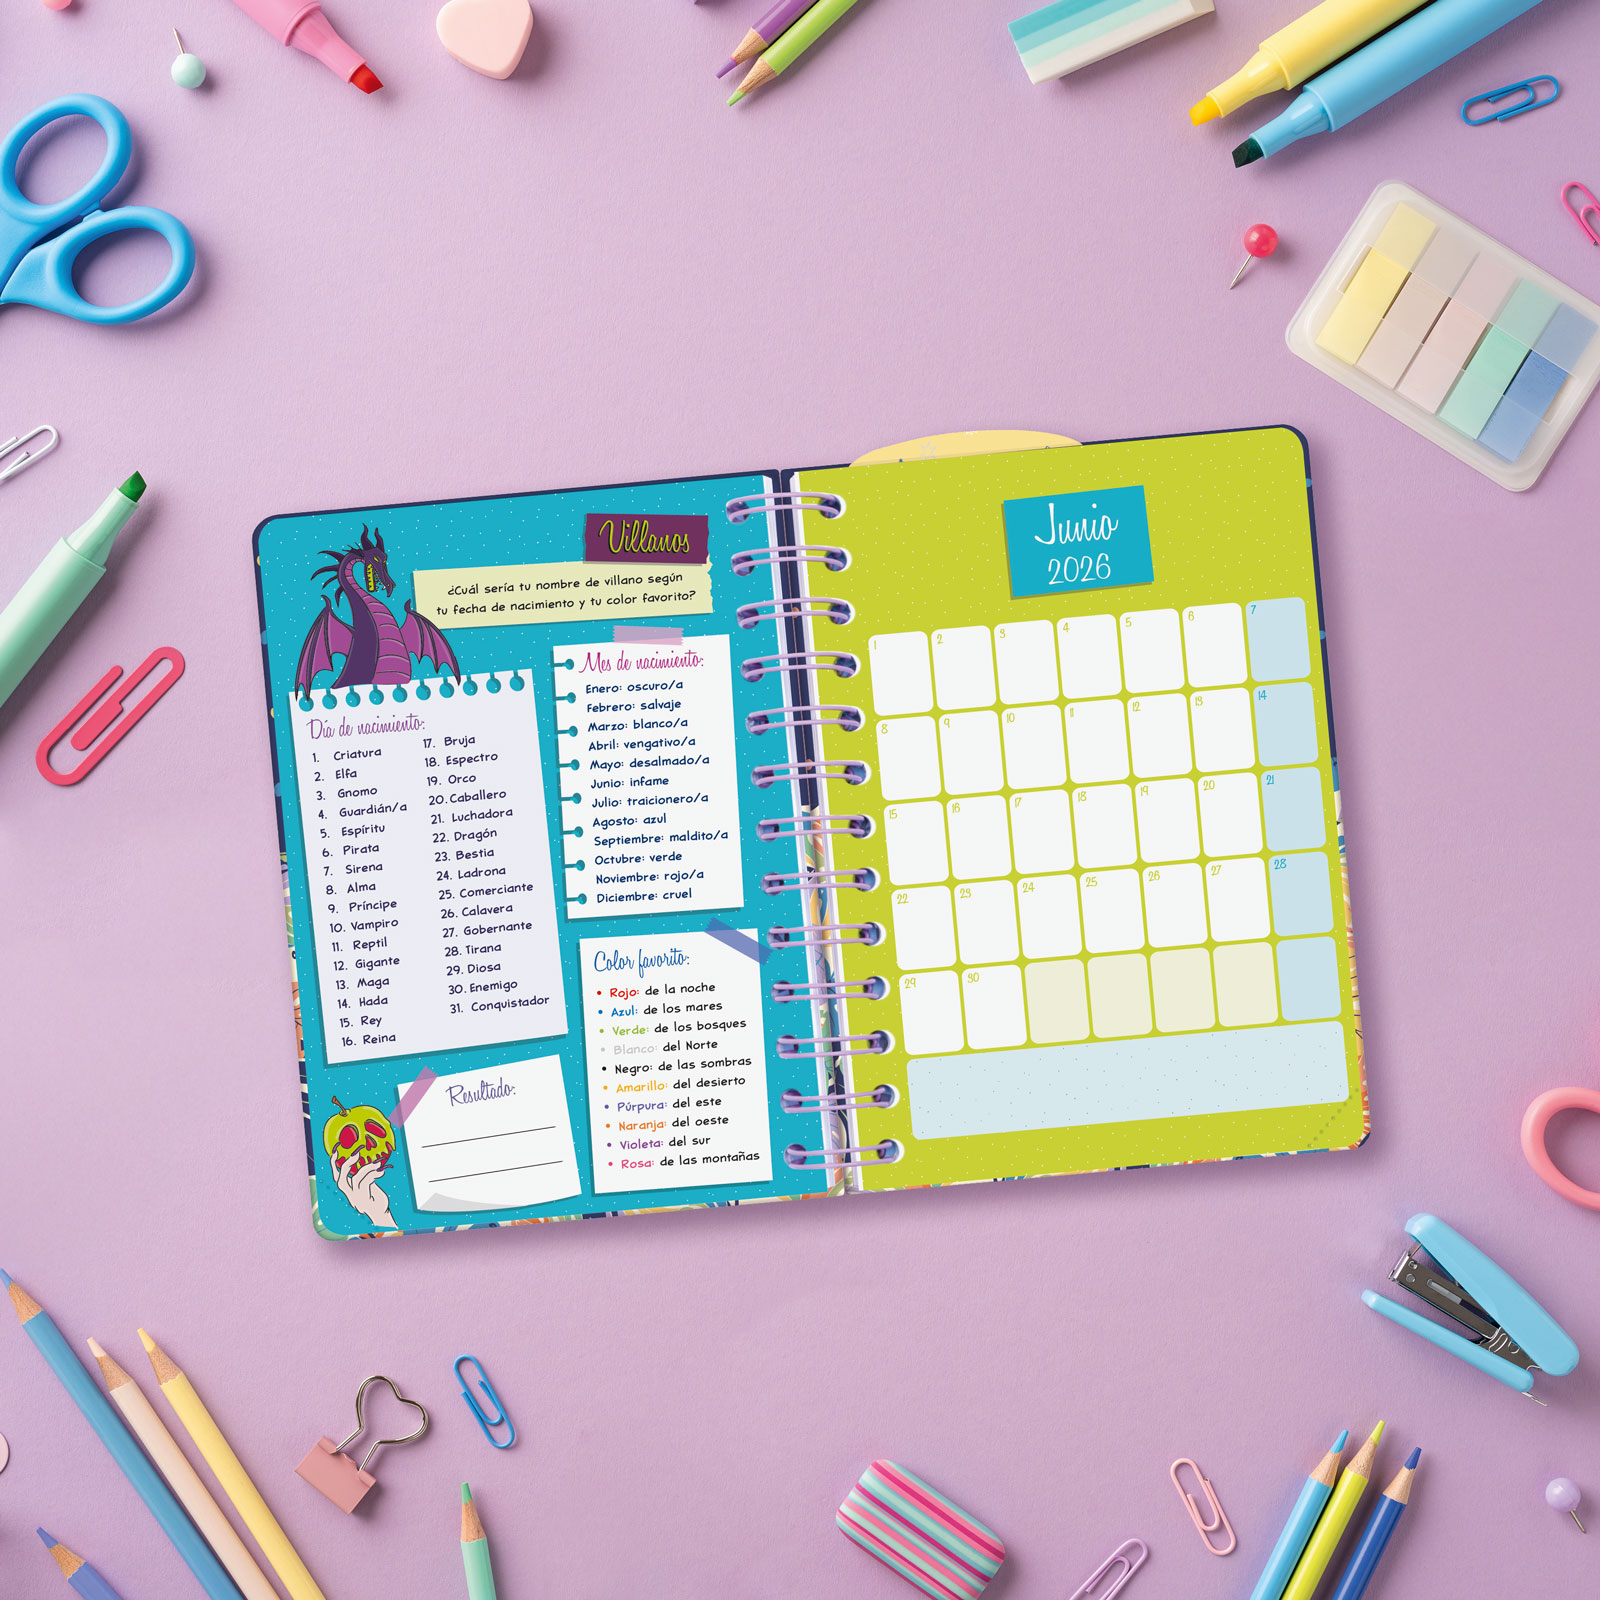 Villanos
¿Cuál sería tu nombre de villano según
tu fecha de nacimiento y tu color favorito?
Día de nacimiento:
1. Criatura
2. Elfa
3. Gnomo
4. Guardián/a
5. Espíritu
6. Pirata
7. Sirena
8. Alma
9. Príncipe
10. Vampiro
11. Reptil
12. Gigante
13. Maga
14. Hada
15. Rey
16. Reina
17. Bruja
18. Espectro
19. Orco
20. Caballero
21. Luchadora
22. Dragón
23. Bestia
24. Ladrona
25. Comerciante
26. Calavera
27. Gobernante
28. Tirana
29. Diosa
30. Enemigo
31. Conquistador
Mes de nacimiento:
Enero: oscuro/a
Febrero: salvaje
Marzo: blanco/a
Abril: vengativo/a
Mayo: desalmado/a
Junio: infame
Julio: traicionero/a
Agosto: azul
Septiembre: maldito/a
Octubre: verde
Noviembre: rojo/a
Diciembre: cruel
Color favorito:
• Rojo: de la noche
• Azul: de los mares
• Verde: de los bosques
• Blanco: del Norte
• Negro: de las sombras
• Amarillo: del desierto
• Púrpura: del este
• Naranja: del oeste
• Violeta: del sur
• Rosa: de las montañas
Resultado:
Junio
2026
1 2 3 4 5 6 7
8 9 10 11 12 13 14
15 16 17 18 19 20 21
22 23 24 25 26 27 28
29 30